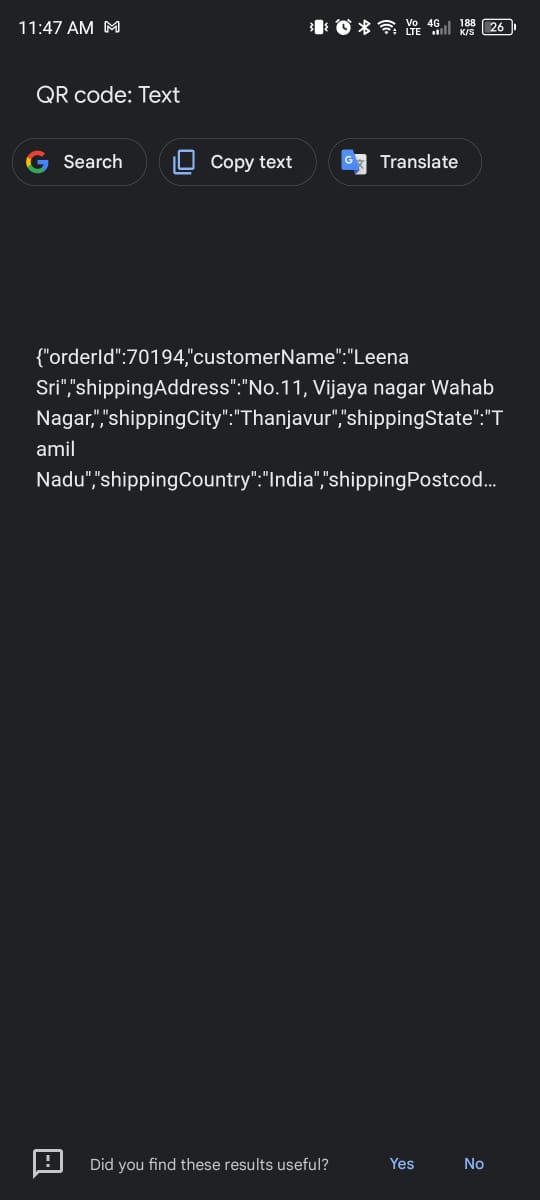 11:47 AM
Vo LTE 4G 188 K/S 26
QR code: Text
Search Copy text Translate
{"orderId":70194,"customerName":"Leena
Sri","shippingAddress":"No.11, Vijaya nagar Wahab
Nagar,","shippingCity":"Thanjavur","shippingState":"T
amil
Nadu","shippingCountry":"India","shippingPostcod...
Did you find these results useful? Yes No